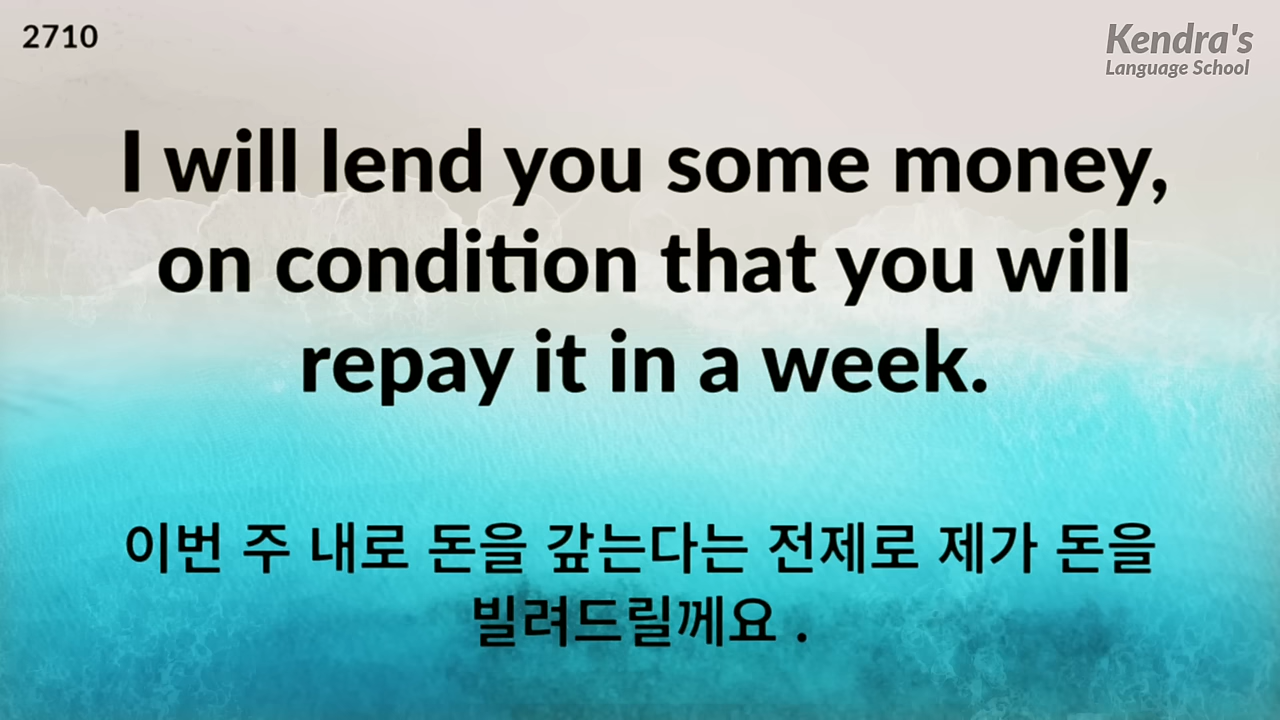 2710
Kendra's
Language School
I will lend you some money,
on condition that you will
repay it in a week.
이번 주 내로 돈을 갚는다는 전제로 제가 돈을
빌려드릴께요 .